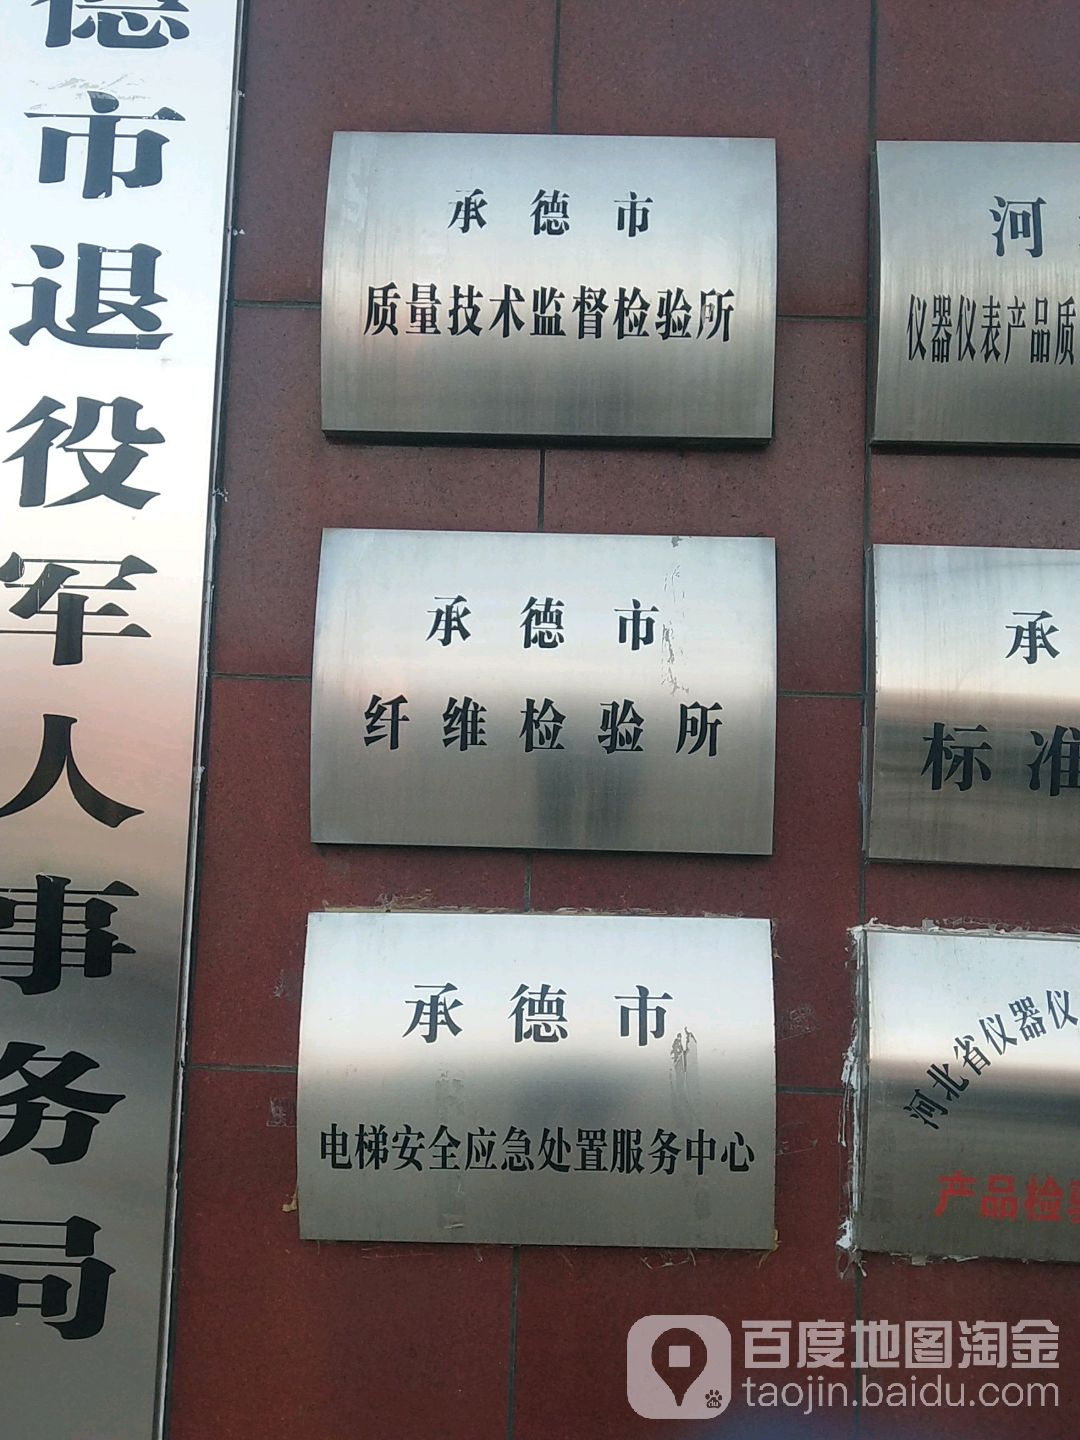 德市退役军人事务局
承德市
质量技术监督检验所
承德市
纤维检验所
承德市
电梯安全应急处置服务中心
河
仪器仪表产品质
承
标准
河北省仪器仪
产品检验
百度地图淘金
taojin.baidu.com